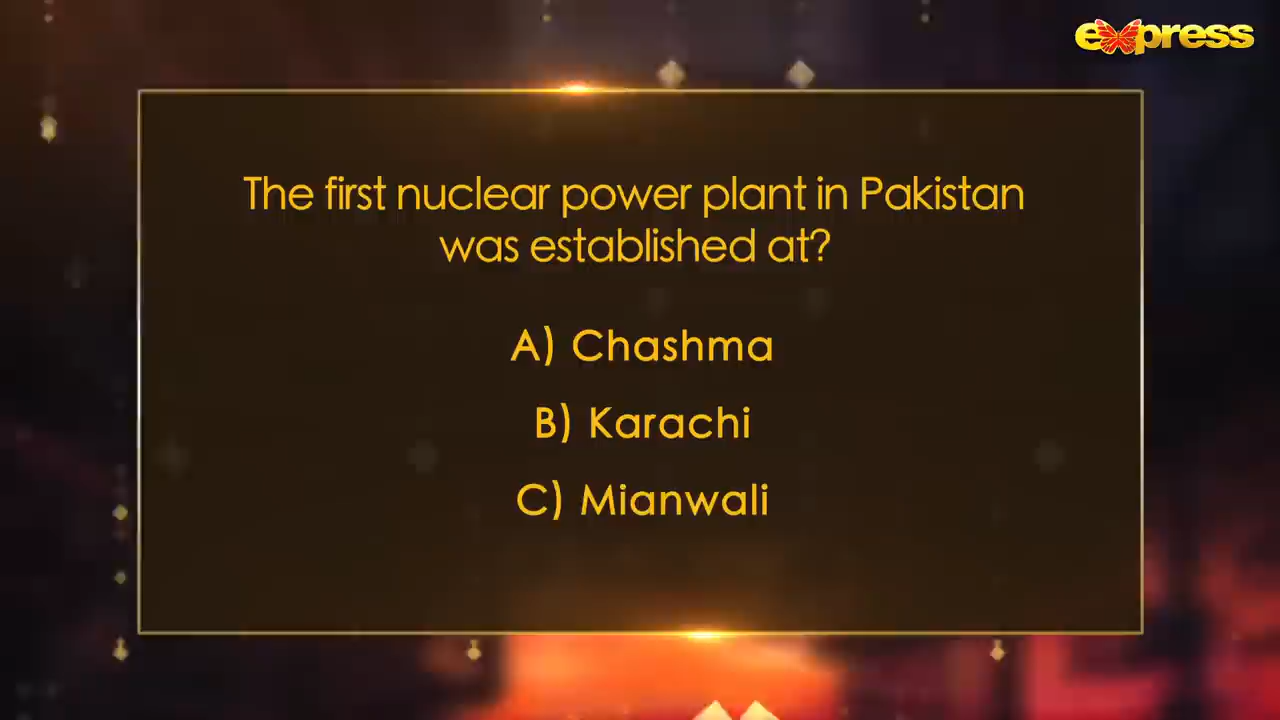 express
The first nuclear power plant in Pakistan
was established at?
A) Chashma
B) Karachi
C) Mianwali